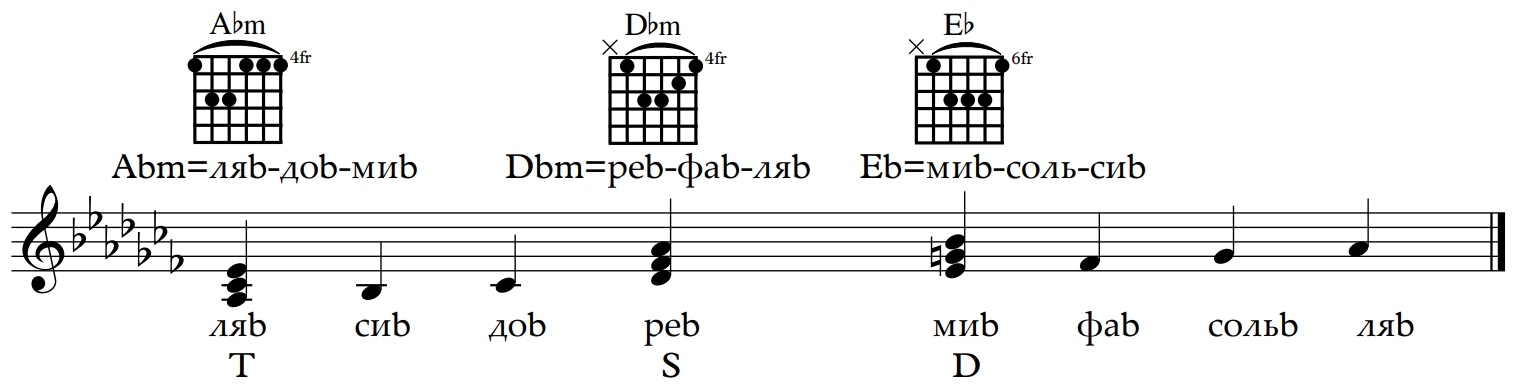 A♭m D♭m E♭
4fr 4fr 6fr
Abm=ляb-доb-миb Dbm=реb-фаb-ляb Eb=миb-соль-сиb
ляb сиb доb реb миb фаb сольb ляb
T S D